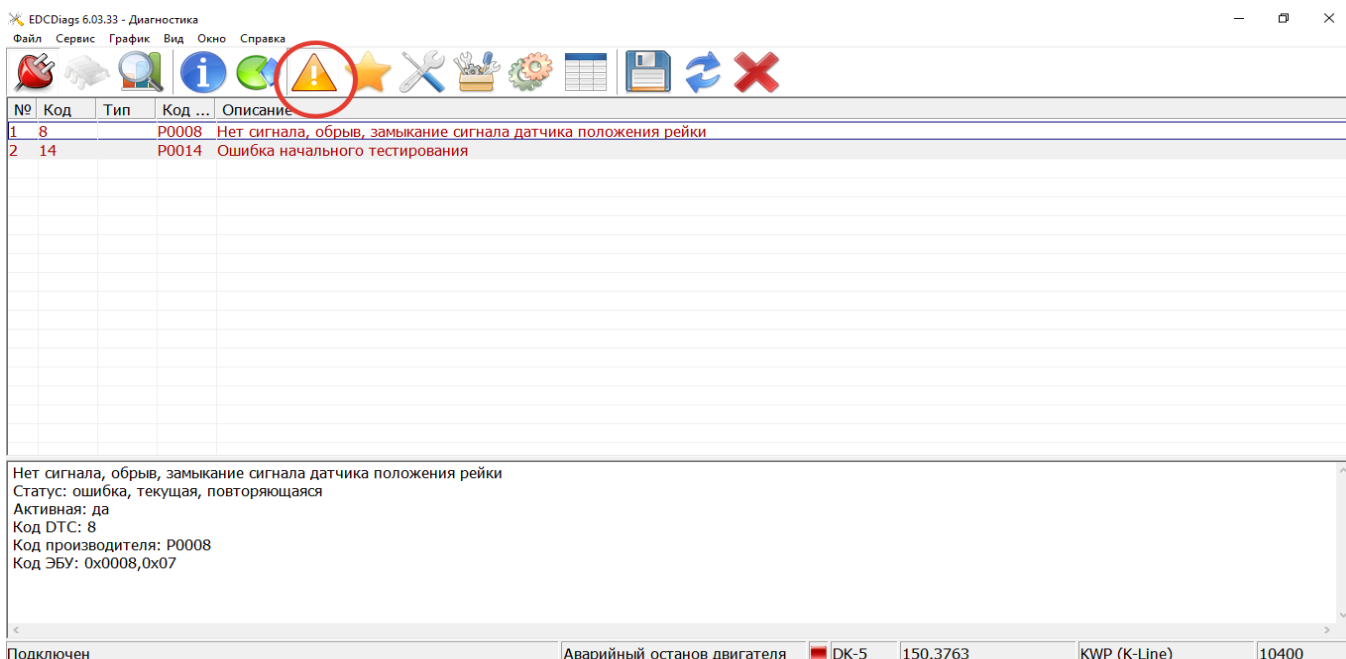 EDCDiags 6.03.33 - Диагностика
Файл Сервис График Вид Окно Справка
№ Код Тип Код ... Описание
1 8 P0008 Нет сигнала, обрыв, замыкание сигнала датчика положения рейки
2 14 P0014 Ошибка начального тестирования
Нет сигнала, обрыв, замыкание сигнала датчика положения рейки
Статус: ошибка, текущая, повторяющаяся
Активная: да
Код DTC: 8
Код производителя: P0008
Код ЭБУ: 0x0008,0x07
Подключен Аварийный останов двигателя DK-5 150.3763 KWP (K-Line) 10400